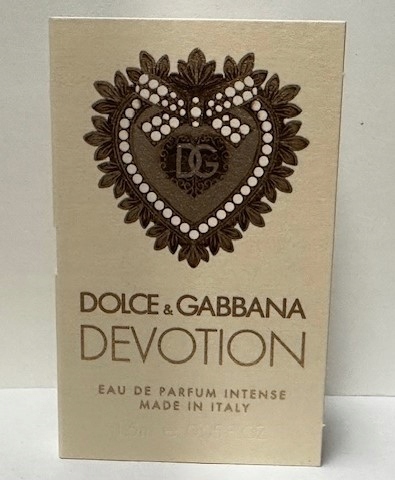 DG
DOLCE & GABBANA
DEVOTION
EAU DE PARFUM INTENSE
MADE IN ITALY